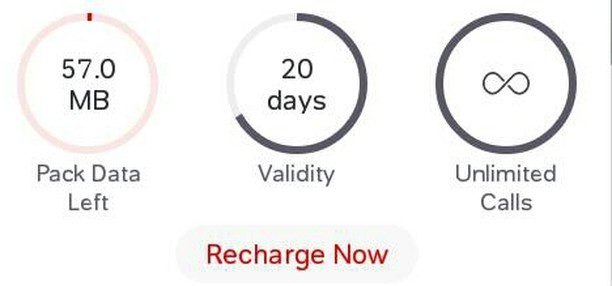 57.0
MB
20
days
∞
Pack Data
Left
Validity
Unlimited
Calls
Recharge Now